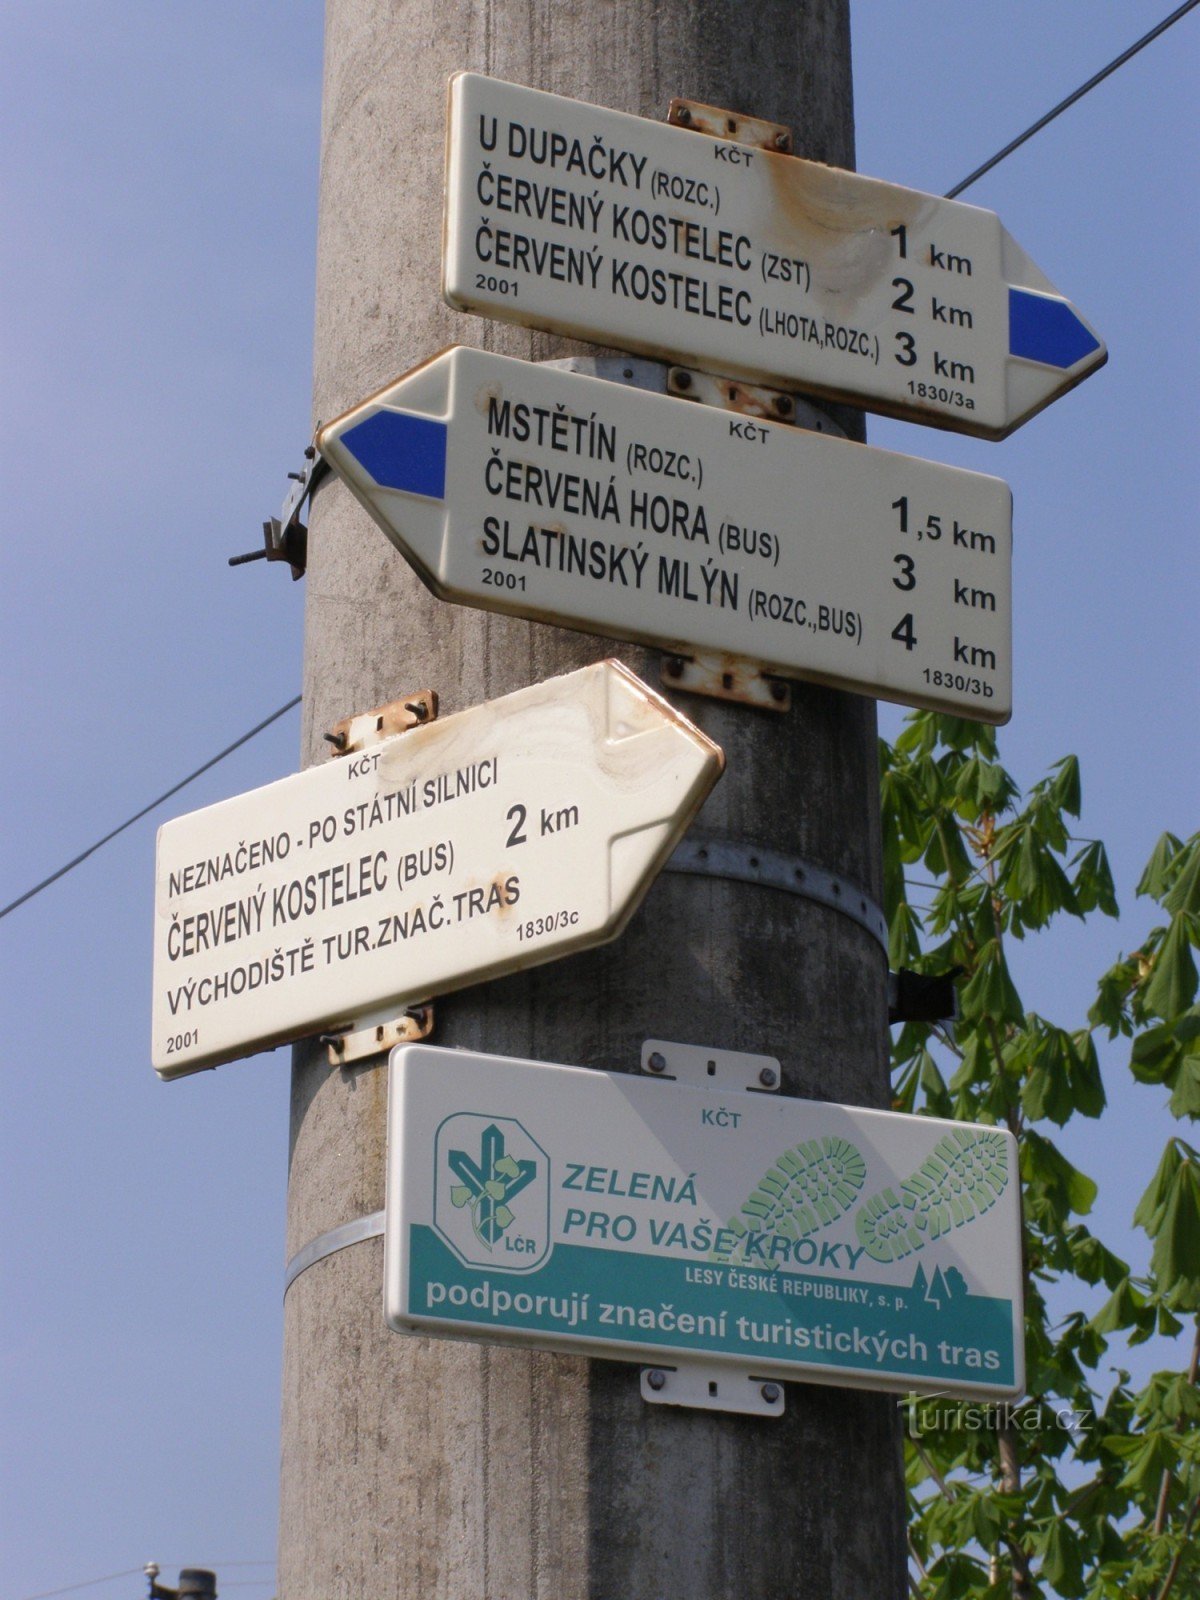 KČT
U DUPAČKY (ROZC.) 1 km
ČERVENÝ KOSTELEC (ZST) 2 km
ČERVENÝ KOSTELEC (LHOTA,ROZC.) 3 km
2001 1830/3a
KČT
MSTĚTÍN (ROZC.) 1,5 km
ČERVENÁ HORA (BUS) 3 km
SLATINSKÝ MLÝN (ROZC.,BUS) 4 km
2001 1830/3b
KČT
NEZNAČENO - PO STÁTNÍ SILNICI
ČERVENÝ KOSTELEC (BUS) 2 km
VÝCHODIŠTĚ TUR.ZNAČ.TRAS
2001 1830/3c
KČT
LČR
ZELENÁ
PRO VAŠE KROKY
LESY ČESKÉ REPUBLIKY, s. p.
podporují značení turistických tras
Turistika.cz